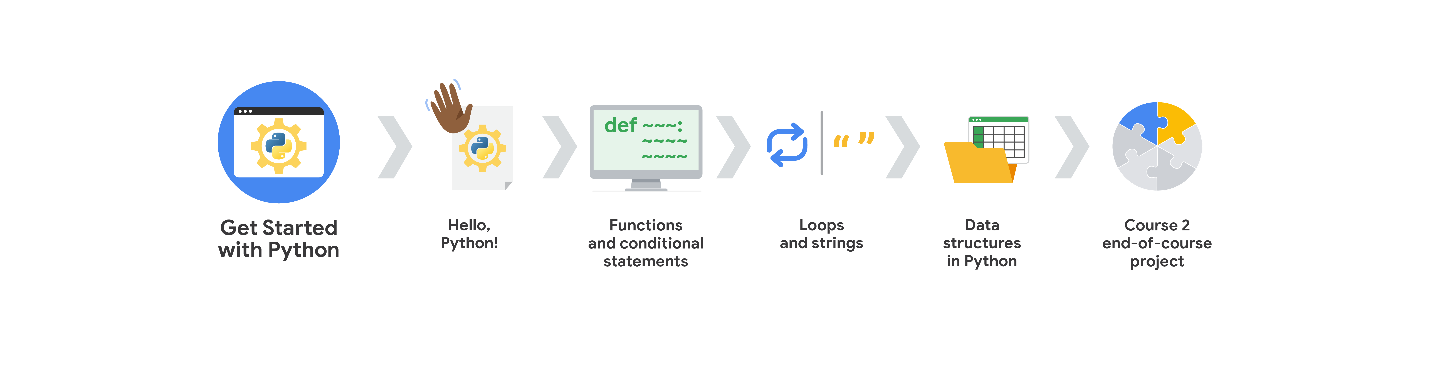 def ~~~:
~~~~
~~~~
“ ”
Get Started
with Python
Hello,
Python!
Functions
and conditional
statements
Loops
and strings
Data
structures
in Python
Course 2
end-of-course
project